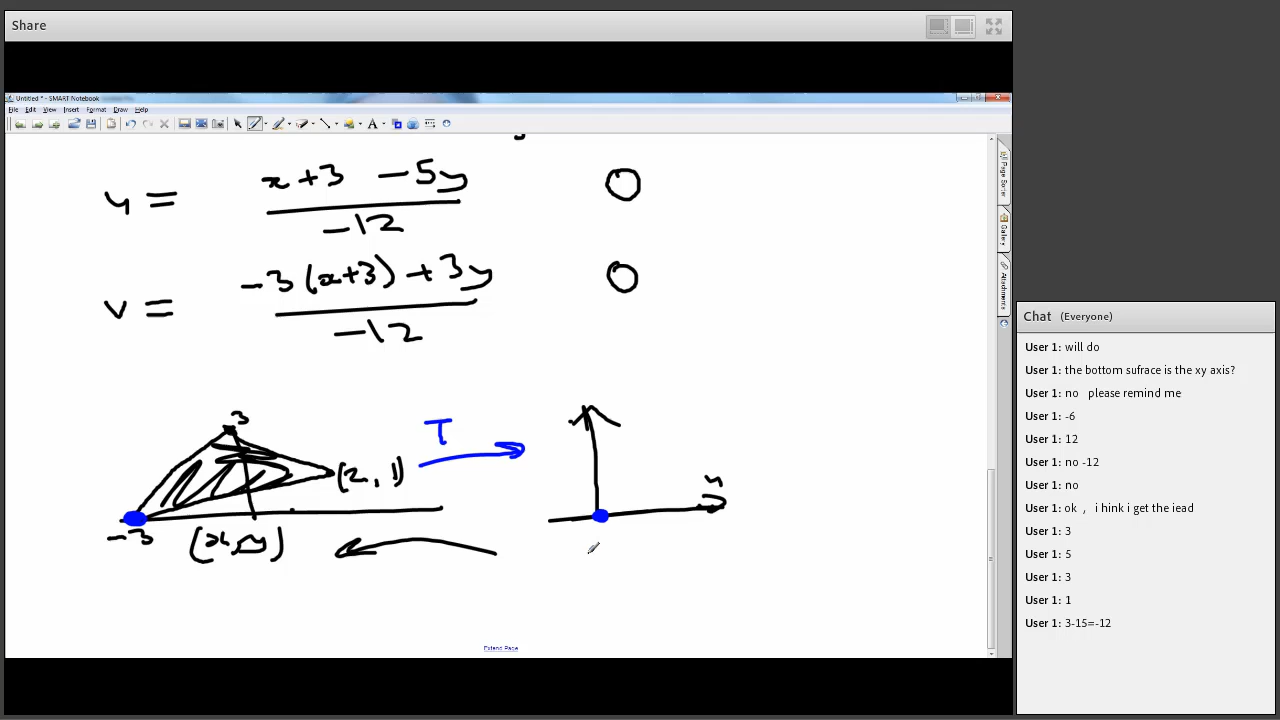 Share
Untitled * - SMART Notebook
File Edit View Insert Format Draw Help
u = x + 3 - 5y / -12 0
v = -3(x+3) + 3y / -12 0
3
T
(2, 1)
u
-3
(x, y)
Extend Page
Page Sorter
Gallery
Attachments
Chat (Everyone)
User 1: will do
User 1: the bottom sufrace is the xy axis?
User 1: no please remind me
User 1: -6
User 1: 12
User 1: no -12
User 1: no
User 1: ok , i hink i get the iead
User 1: 3
User 1: 5
User 1: 3
User 1: 1
User 1: 3-15=-12